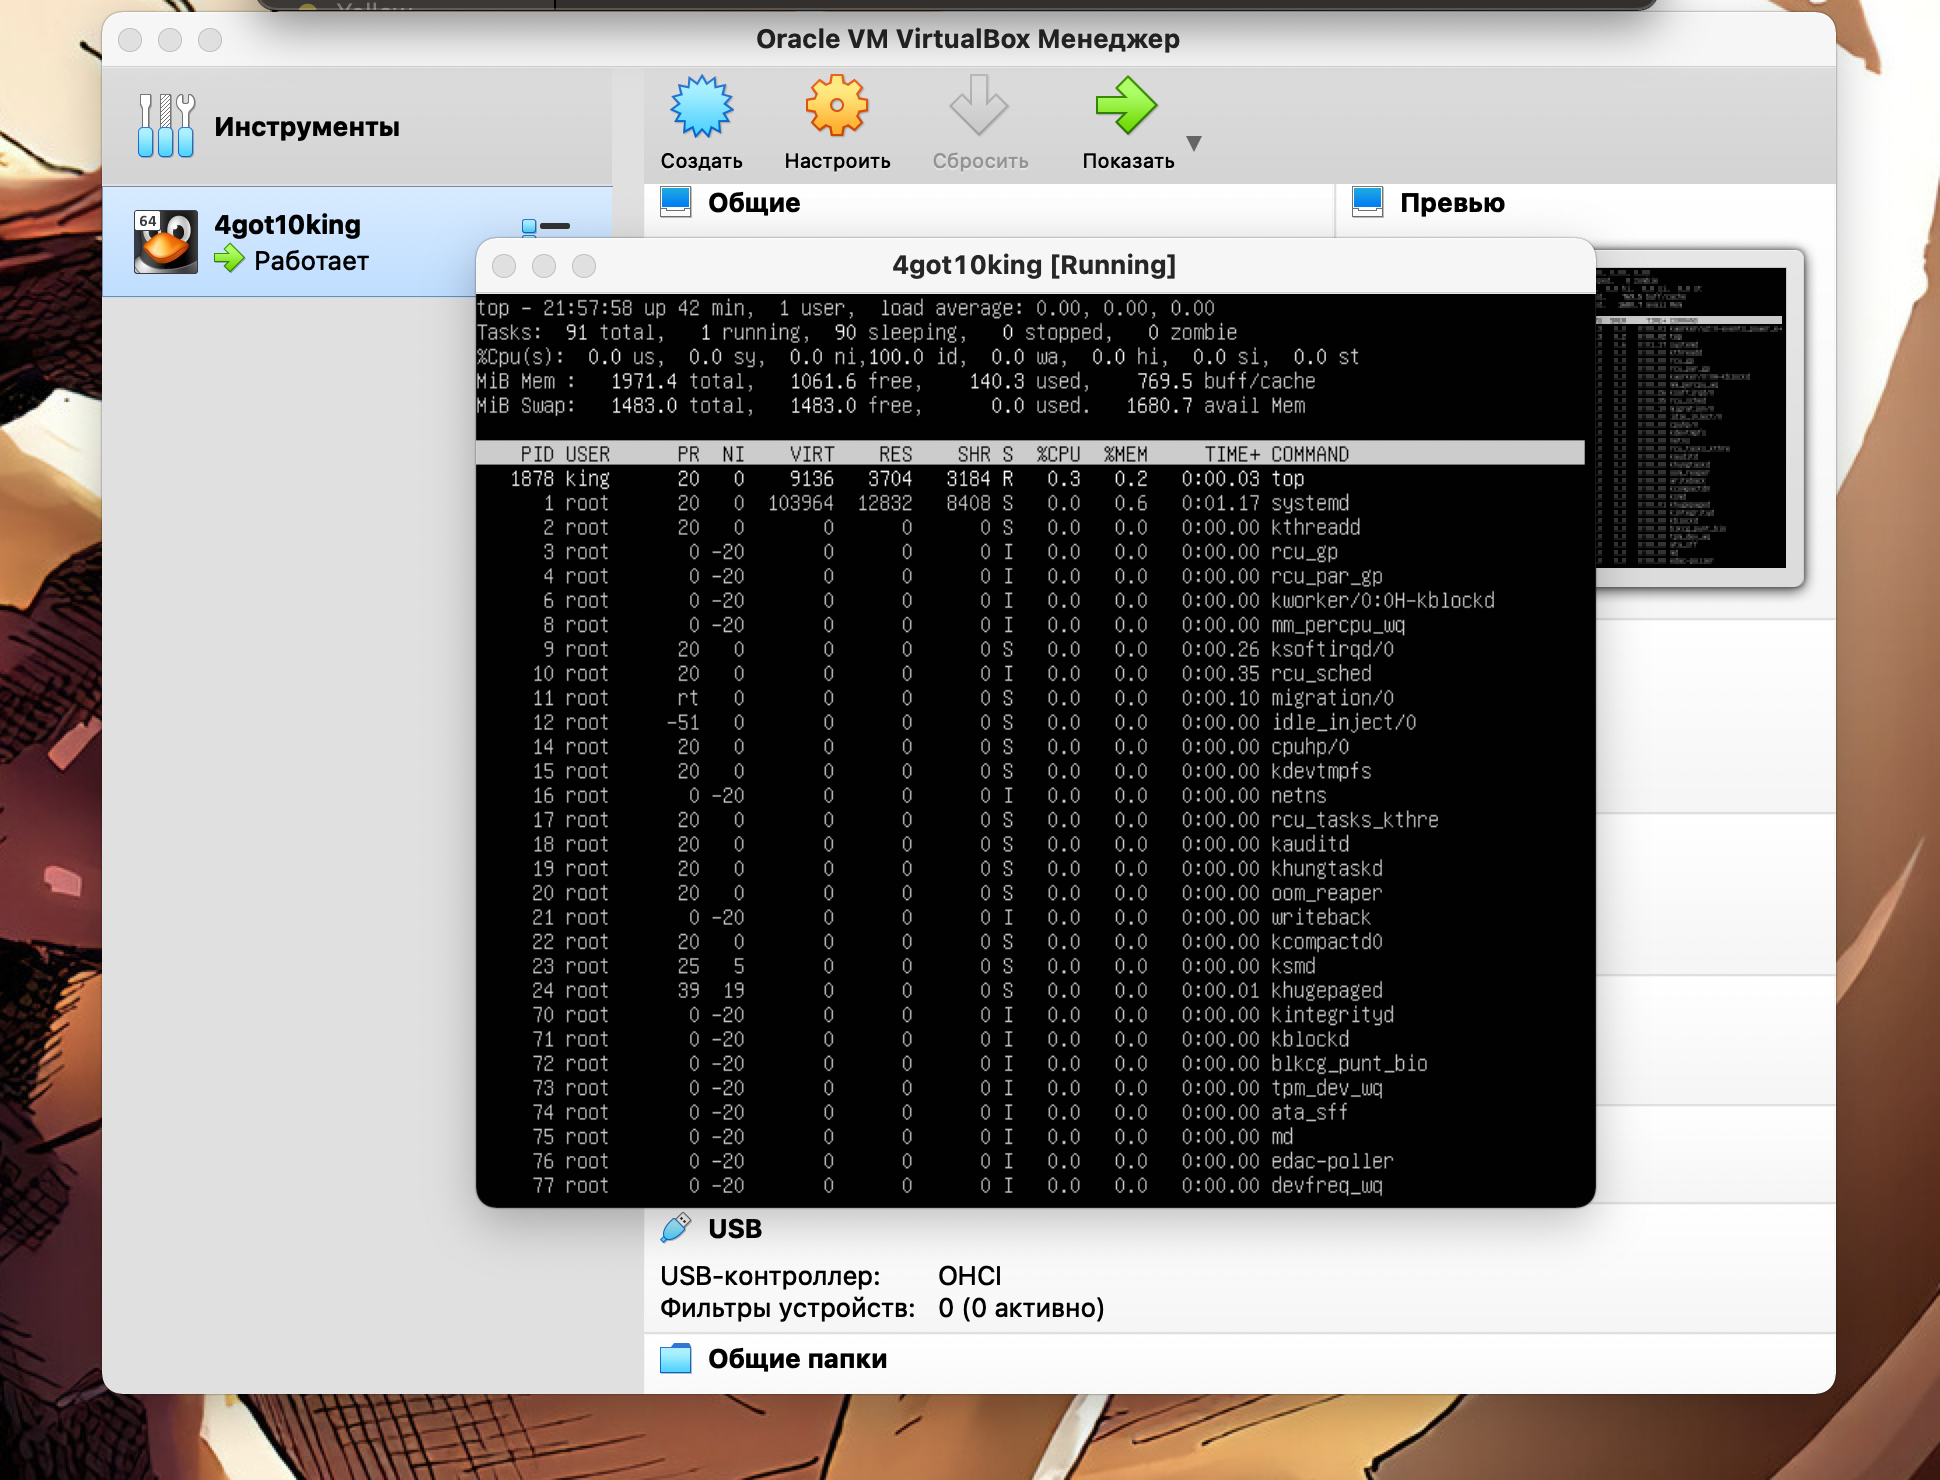 Yellow
Oracle VM VirtualBox Менеджер
Инструменты
Создать
Настроить
Сбросить
Показать
64
4got10king
Работает
Общие
Превью
4got10king [Running]
top - 21:57:58 up 42 min,  1 user,  load average: 0.00, 0.00, 0.00
Tasks:  91 total,   1 running,  90 sleeping,   0 stopped,   0 zombie
%Cpu(s):  0.0 us,  0.0 sy,  0.0 ni,100.0 id,  0.0 wa,  0.0 hi,  0.0 si,  0.0 st
MiB Mem :   1971.4 total,   1061.6 free,    140.3 used,    769.5 buff/cache
MiB Swap:   1483.0 total,   1483.0 free,      0.0 used.   1680.7 avail Mem
PID USER PR NI VIRT RES SHR S %CPU %MEM TIME+ COMMAND
1878 king 20 0 9136 3704 3184 R 0.3 0.2 0:00.03 top
1 root 20 0 103964 12832 8408 S 0.0 0.6 0:01.17 systemd
2 root 20 0 0 0 0 S 0.0 0.0 0:00.00 kthreadd
3 root 0 -20 0 0 0 I 0.0 0.0 0:00.00 rcu_gp
4 root 0 -20 0 0 0 I 0.0 0.0 0:00.00 rcu_par_gp
6 root 0 -20 0 0 0 I 0.0 0.0 0:00.00 kworker/0:0H-kblockd
8 root 0 -20 0 0 0 I 0.0 0.0 0:00.00 mm_percpu_wq
9 root 20 0 0 0 0 S 0.0 0.0 0:00.26 ksoftirqd/0
10 root 20 0 0 0 0 I 0.0 0.0 0:00.35 rcu_sched
11 root rt 0 0 0 0 S 0.0 0.0 0:00.10 migration/0
12 root -51 0 0 0 0 S 0.0 0.0 0:00.00 idle_inject/0
14 root 20 0 0 0 0 S 0.0 0.0 0:00.00 cpuhp/0
15 root 20 0 0 0 0 S 0.0 0.0 0:00.00 kdevtmpfs
16 root 0 -20 0 0 0 I 0.0 0.0 0:00.00 netns
17 root 20 0 0 0 0 S 0.0 0.0 0:00.00 rcu_tasks_kthre
18 root 20 0 0 0 0 S 0.0 0.0 0:00.00 kauditd
19 root 20 0 0 0 0 S 0.0 0.0 0:00.00 khungtaskd
20 root 20 0 0 0 0 S 0.0 0.0 0:00.00 oom_reaper
21 root 0 -20 0 0 0 I 0.0 0.0 0:00.00 writeback
22 root 20 0 0 0 0 S 0.0 0.0 0:00.00 kcompactd0
23 root 25 5 0 0 0 S 0.0 0.0 0:00.00 ksmd
24 root 39 19 0 0 0 S 0.0 0.0 0:00.01 khugepaged
70 root 0 -20 0 0 0 I 0.0 0.0 0:00.00 kintegrityd
71 root 0 -20 0 0 0 I 0.0 0.0 0:00.00 kblockd
72 root 0 -20 0 0 0 I 0.0 0.0 0:00.00 blkcg_punt_bio
73 root 0 -20 0 0 0 I 0.0 0.0 0:00.00 tpm_dev_wq
74 root 0 -20 0 0 0 I 0.0 0.0 0:00.00 ata_sff
75 root 0 -20 0 0 0 I 0.0 0.0 0:00.00 md
76 root 0 -20 0 0 0 I 0.0 0.0 0:00.00 edac-poller
77 root 0 -20 0 0 0 I 0.0 0.0 0:00.00 devfreq_wq
USB
USB-контроллер: OHCI
Фильтры устройств: 0 (0 активно)
Общие папки